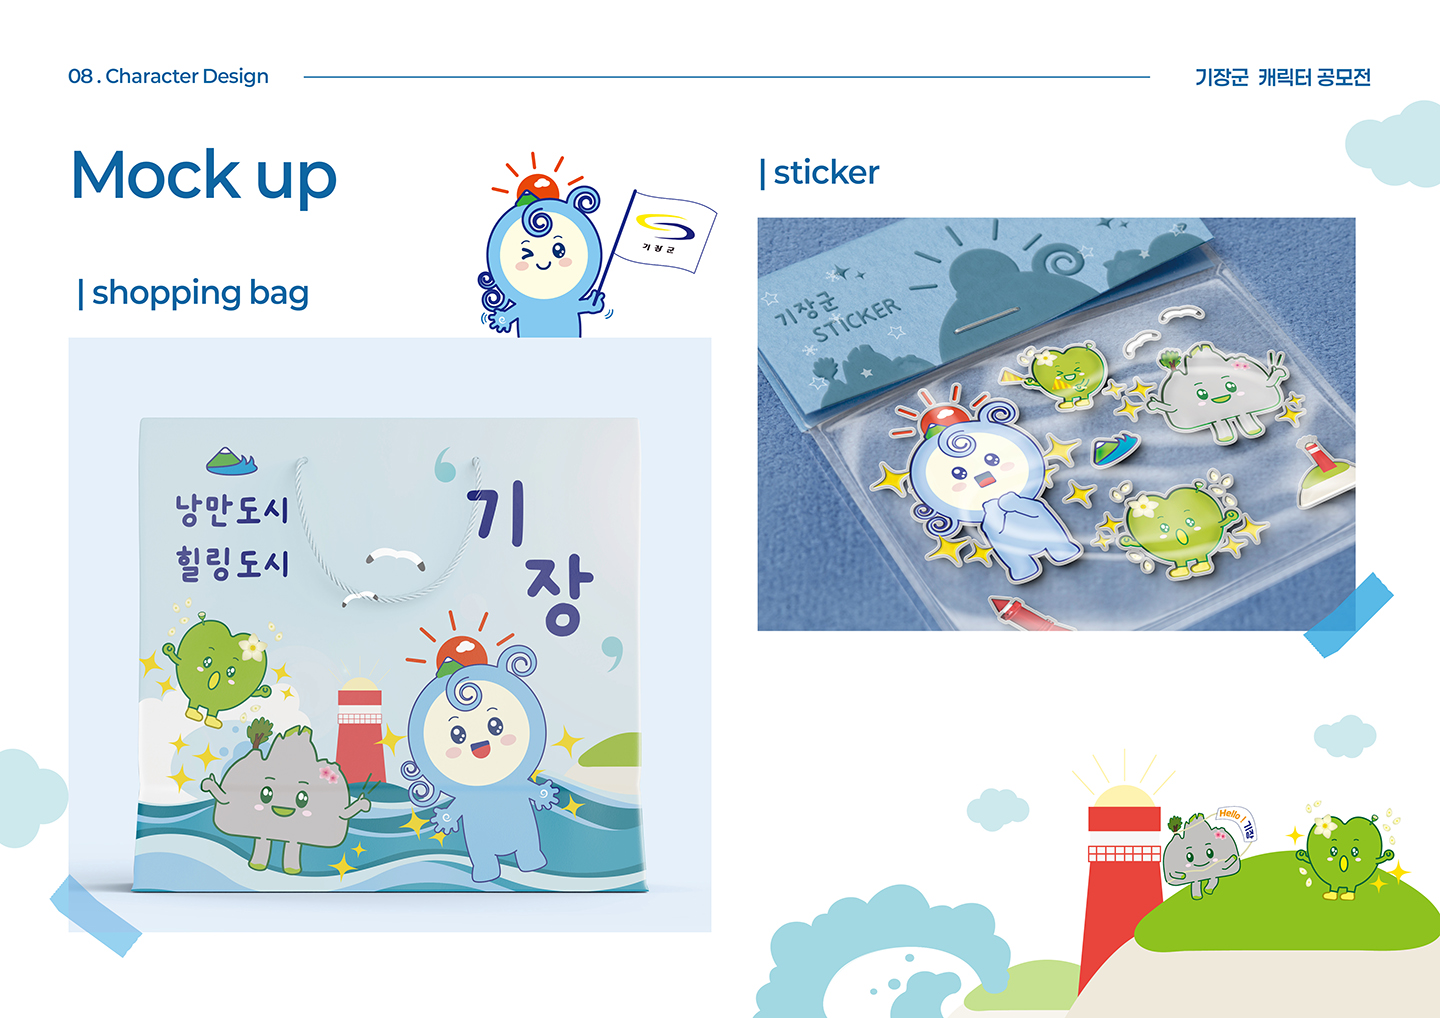 08 . Character Design
기장군 캐릭터 공모전
Mock up
기장군
| shopping bag
낭만도시
힐링도시
‘기
장’
| sticker
기장군
STICKER
Hello!
기장